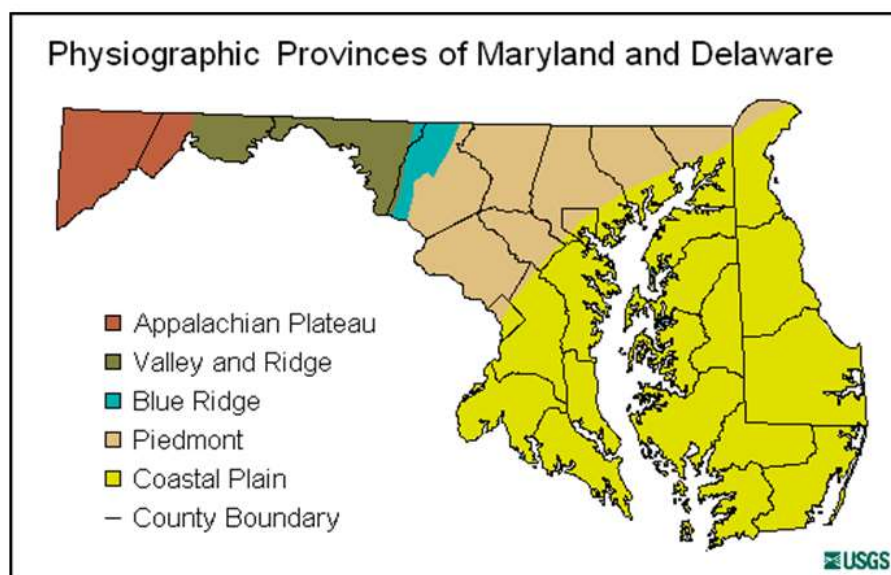 Physiographic Provinces of Maryland and Delaware
Appalachian Plateau
Valley and Ridge
Blue Ridge
Piedmont
Coastal Plain
County Boundary
USGS